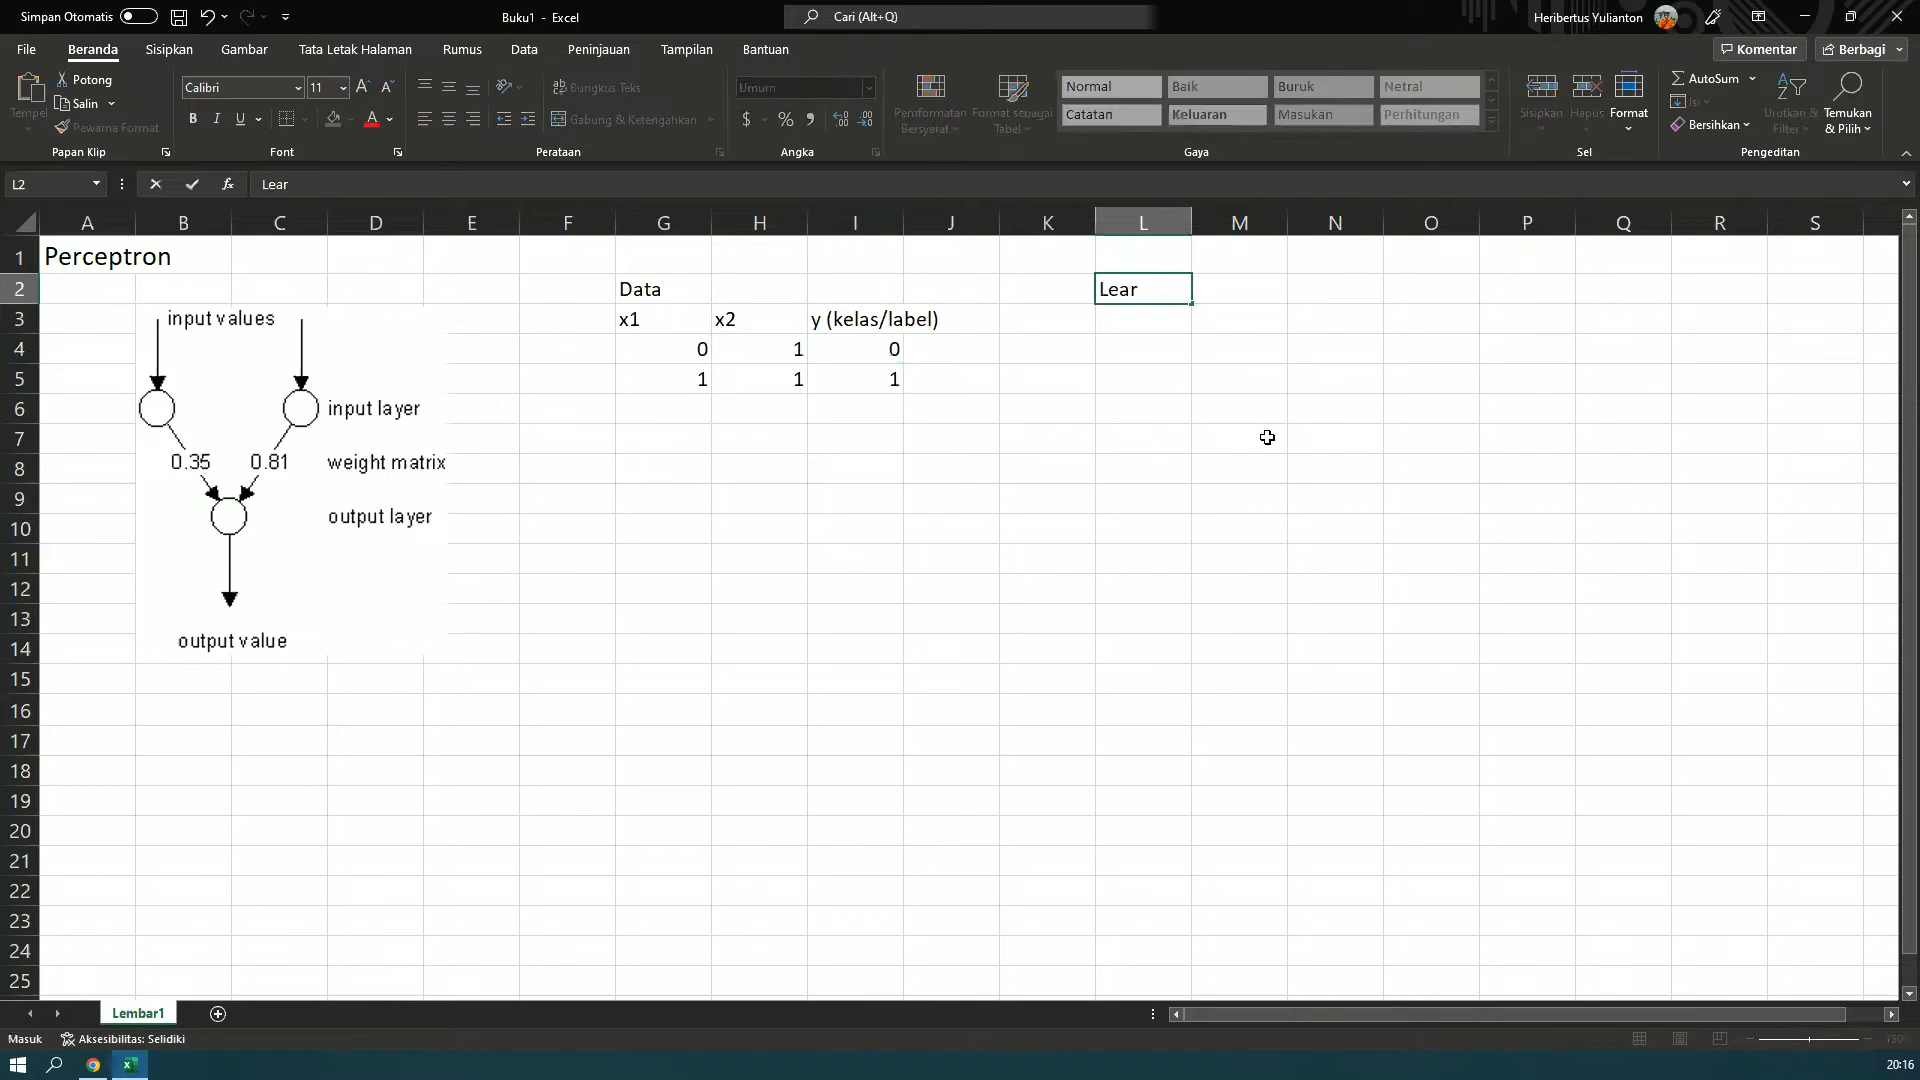 Simpan Otomatis
Buku1 - Excel
Cari (Alt+Q)
Heribertus Yulianton
File Beranda Sisipkan Gambar Tata Letak Halaman Rumus Data Peninjauan Tampilan Bantuan
Komentar Berbagi
Tempel
Potong
Salin
Pewarna Format
Papan Klip
Calibri 11
B I U
Font
Bungkus Teks
Gabung & Ketengahkan
Perataan
Umum
$ % ,
Angka
Pemformatan Bersyarat
Format sebagai Tabel
Normal Baik Buruk Netral
Catatan Keluaran Masukan Perhitungan
Gaya
Sisipkan Hapus Format
Sel
AutoSum
Isi
Bersihkan
Urutkan & Filter
Temukan & Pilih
Pengeditan
L2 fx Lear
A B C D E F G H I J K L M N O P Q R S
1 Perceptron
2 Data Lear
3 input values x1 x2 y (kelas/label)
4 0 1 0
5 1 1 1
6 input layer
7
8 0.35 0.81 weight matrix
9
10 output layer
11
12
13
14 output value
15
16
17
18
19
20
21
22
23
24
25
Lembar1
Masuk Aksesibilitas: Selidiki
150
20:16